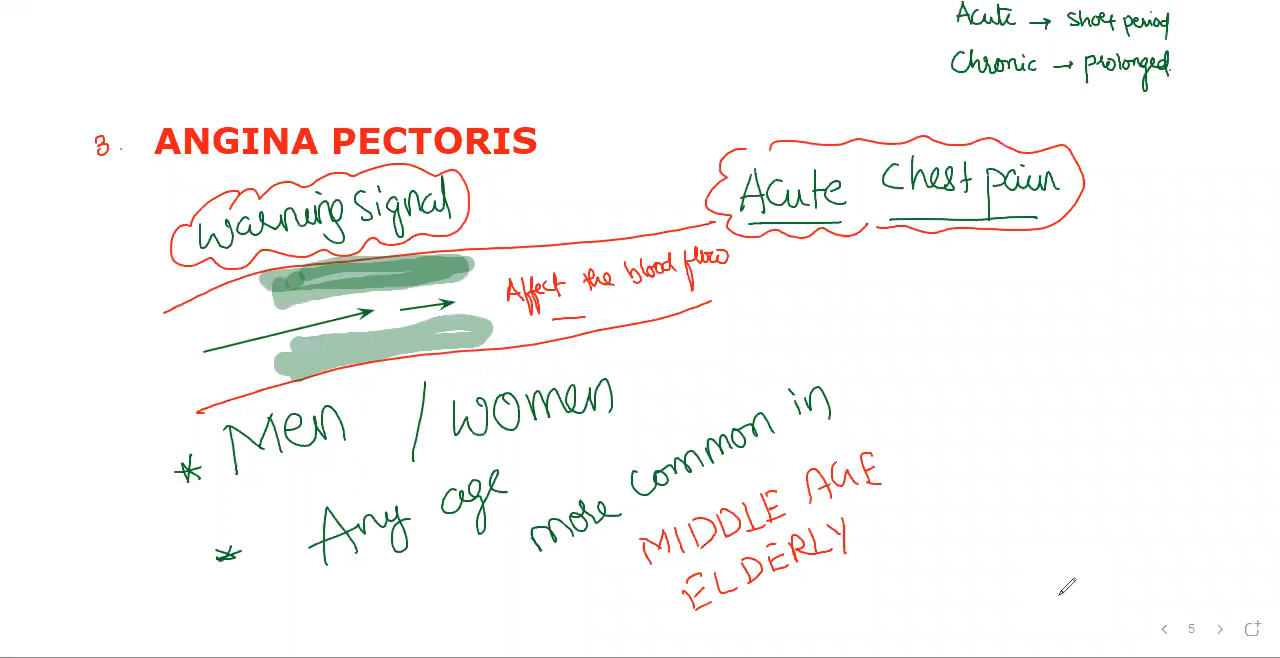 Acute → short period
Chronic → prolonged
3. ANGINA PECTORIS
Warning signal
Acute Chest pain
Affect the blood flow
* Men / women
* Any age more common in
MIDDLE AGE
ELDERLY
5